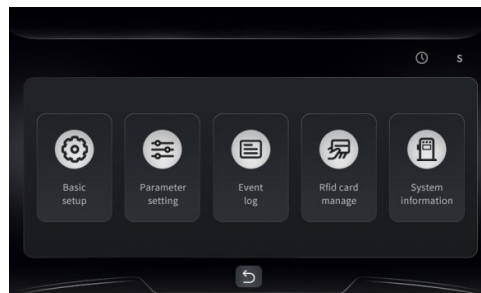 S
Basic
setup
Parameter
setting
Event
log
Rfid card
manage
System
information